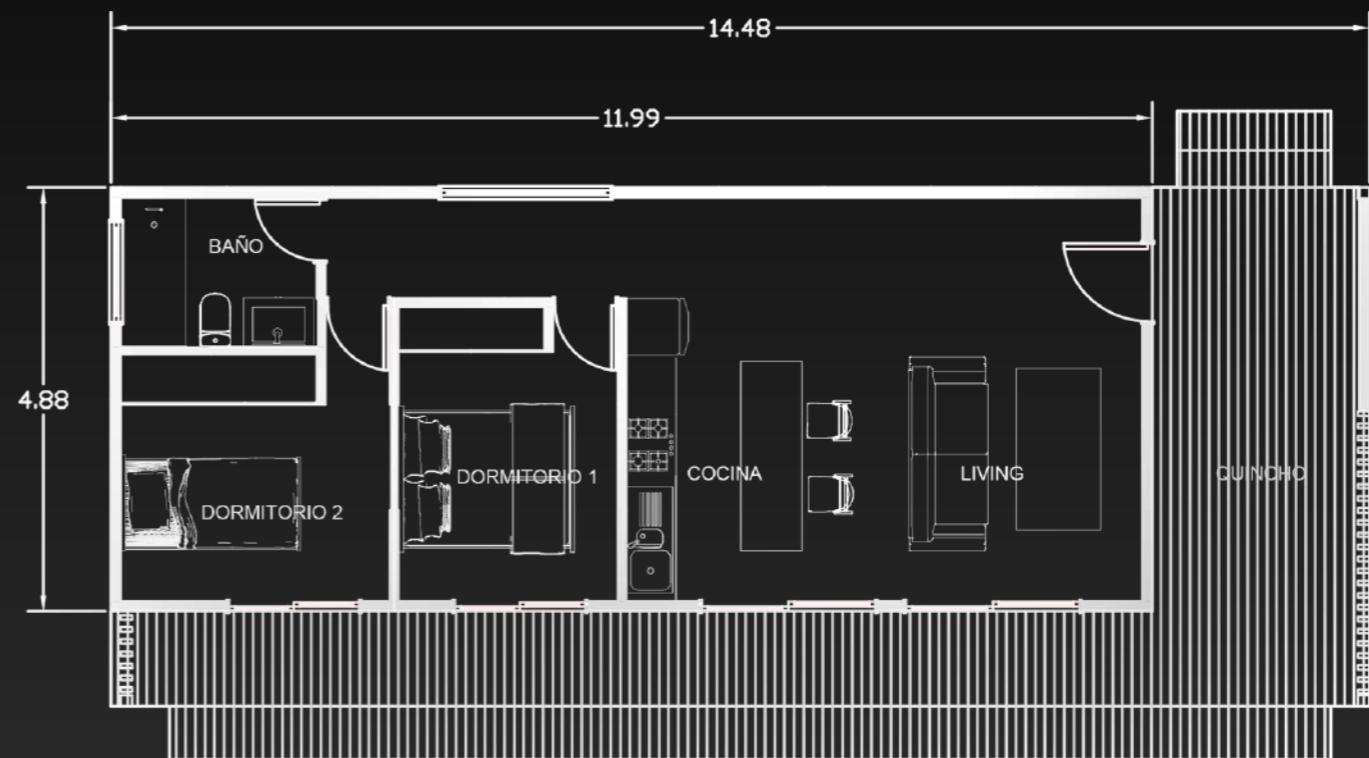 14.48
11.99
BAÑO
4.88
DORMITORIO 2
DORMITORIO 1
COCINA
LIVING
QUINCHO